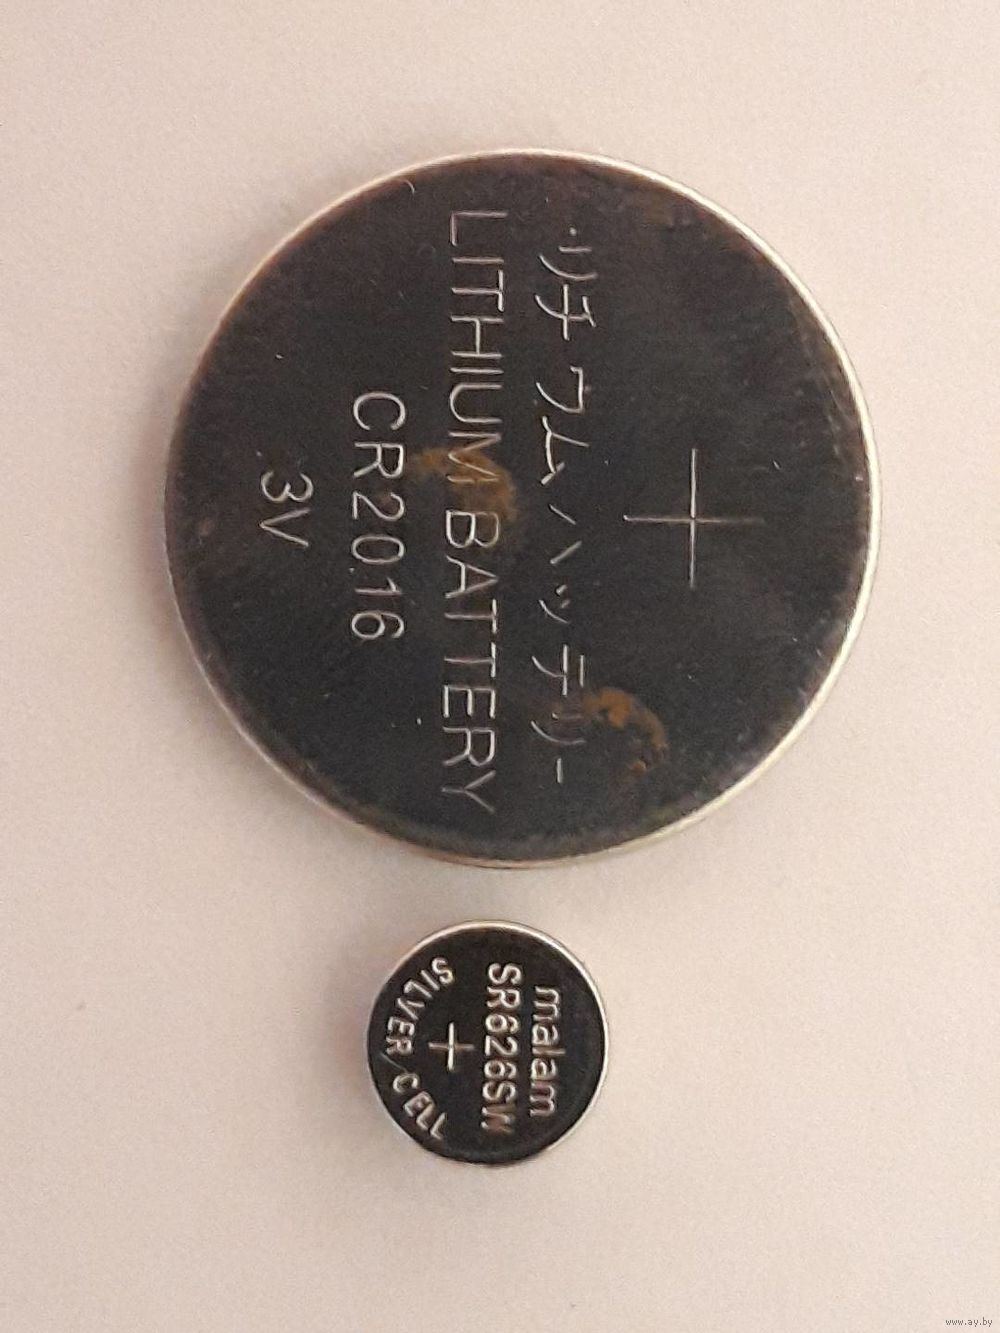 +
リチウムバッテリー
LITHIUM BATTERY
CR2016
3V
malam
SR626SW
+
SILVER CELL
www.ay.by